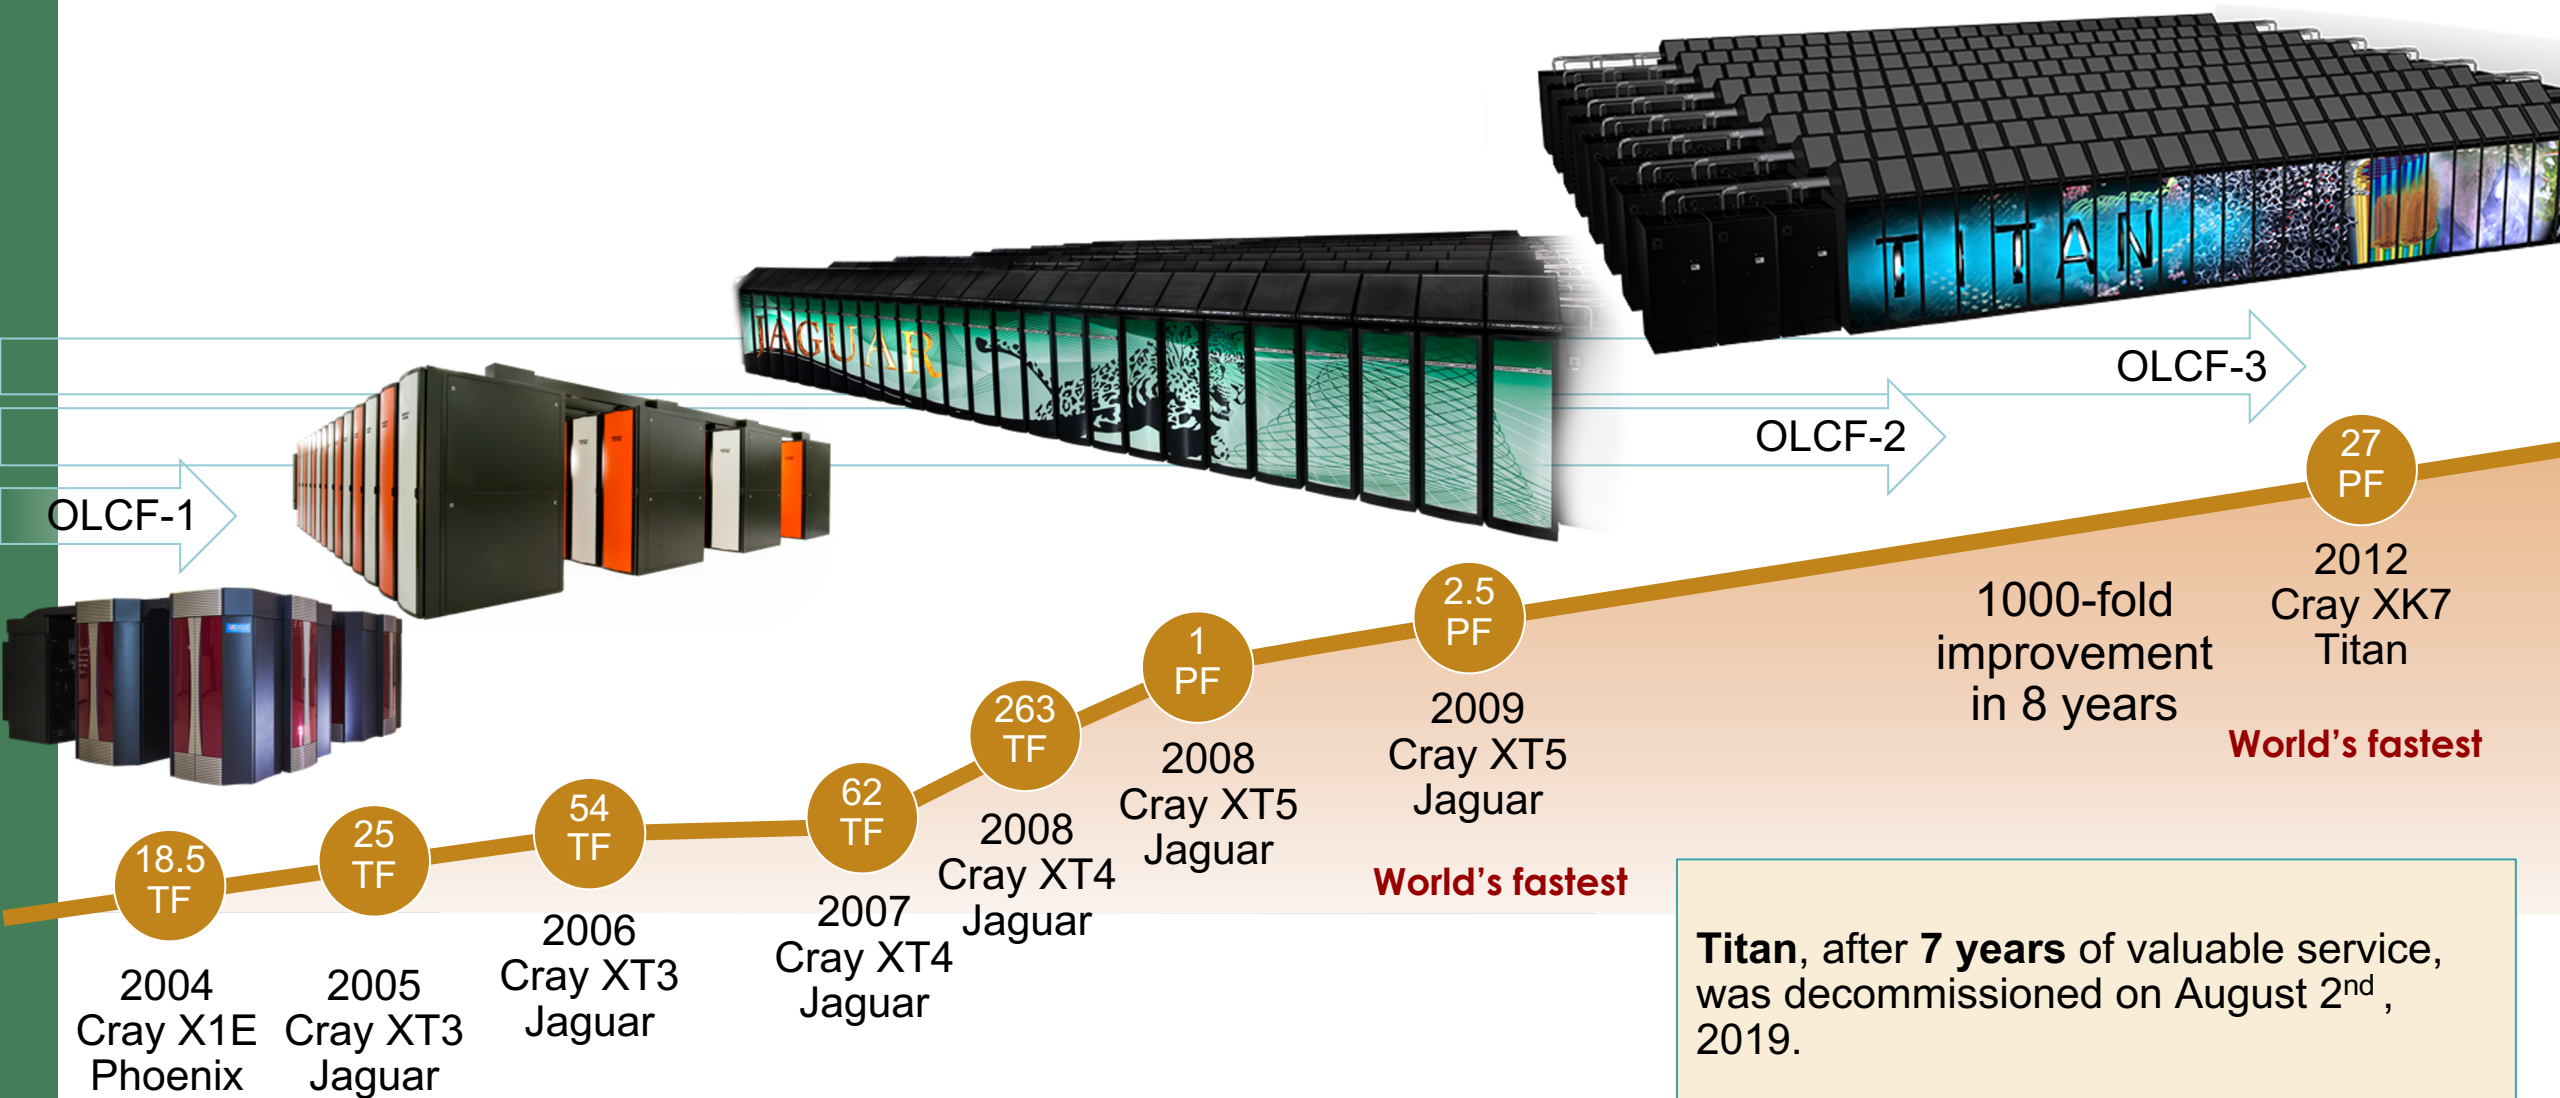 TITAN
JAGUAR
OLCF-3
OLCF-2
OLCF-1
18.5
TF
2004
Cray X1E
Phoenix
25
TF
2005
Cray XT3
Jaguar
54
TF
2006
Cray XT3
Jaguar
62
TF
2007
Cray XT4
Jaguar
263
TF
2008
Cray XT4
Jaguar
1
PF
2008
Cray XT5
Jaguar
2.5
PF
2009
Cray XT5
Jaguar
World's fastest
1000-fold
improvement
in 8 years
27
PF
2012
Cray XK7
Titan
World's fastest
Titan, after 7 years of valuable service,
was decommissioned on August 2nd ,
2019.